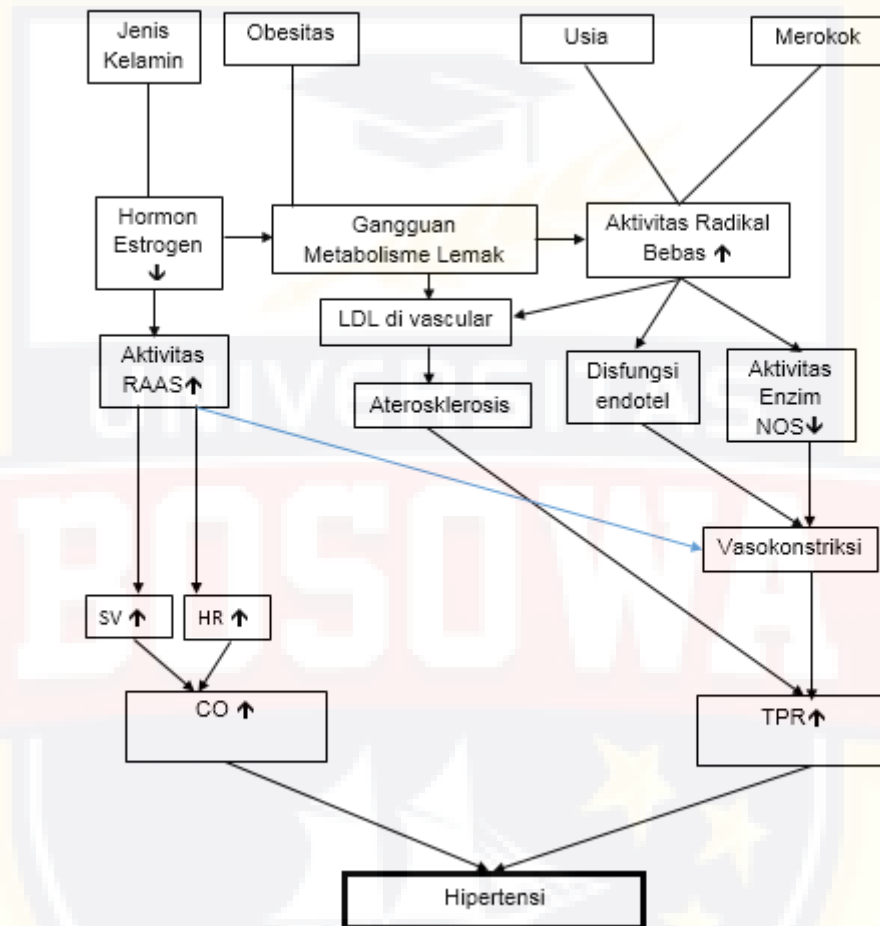 Jenis
Kelamin
Obesitas
Usia
Merokok
Hormon
Estrogen
↓
Gangguan
Metabolisme Lemak
Aktivitas Radikal
Bebas ↑
LDL di vascular
Aktivitas
RAAS↑
Disfungsi
endotel
Aktivitas
Enzim
NOS↓
Aterosklerosis
UNIVERSITAS
BOSOWA
Vasokonstriksi
SV ↑
HR ↑
CO ↑
TPR↑
Hipertensi